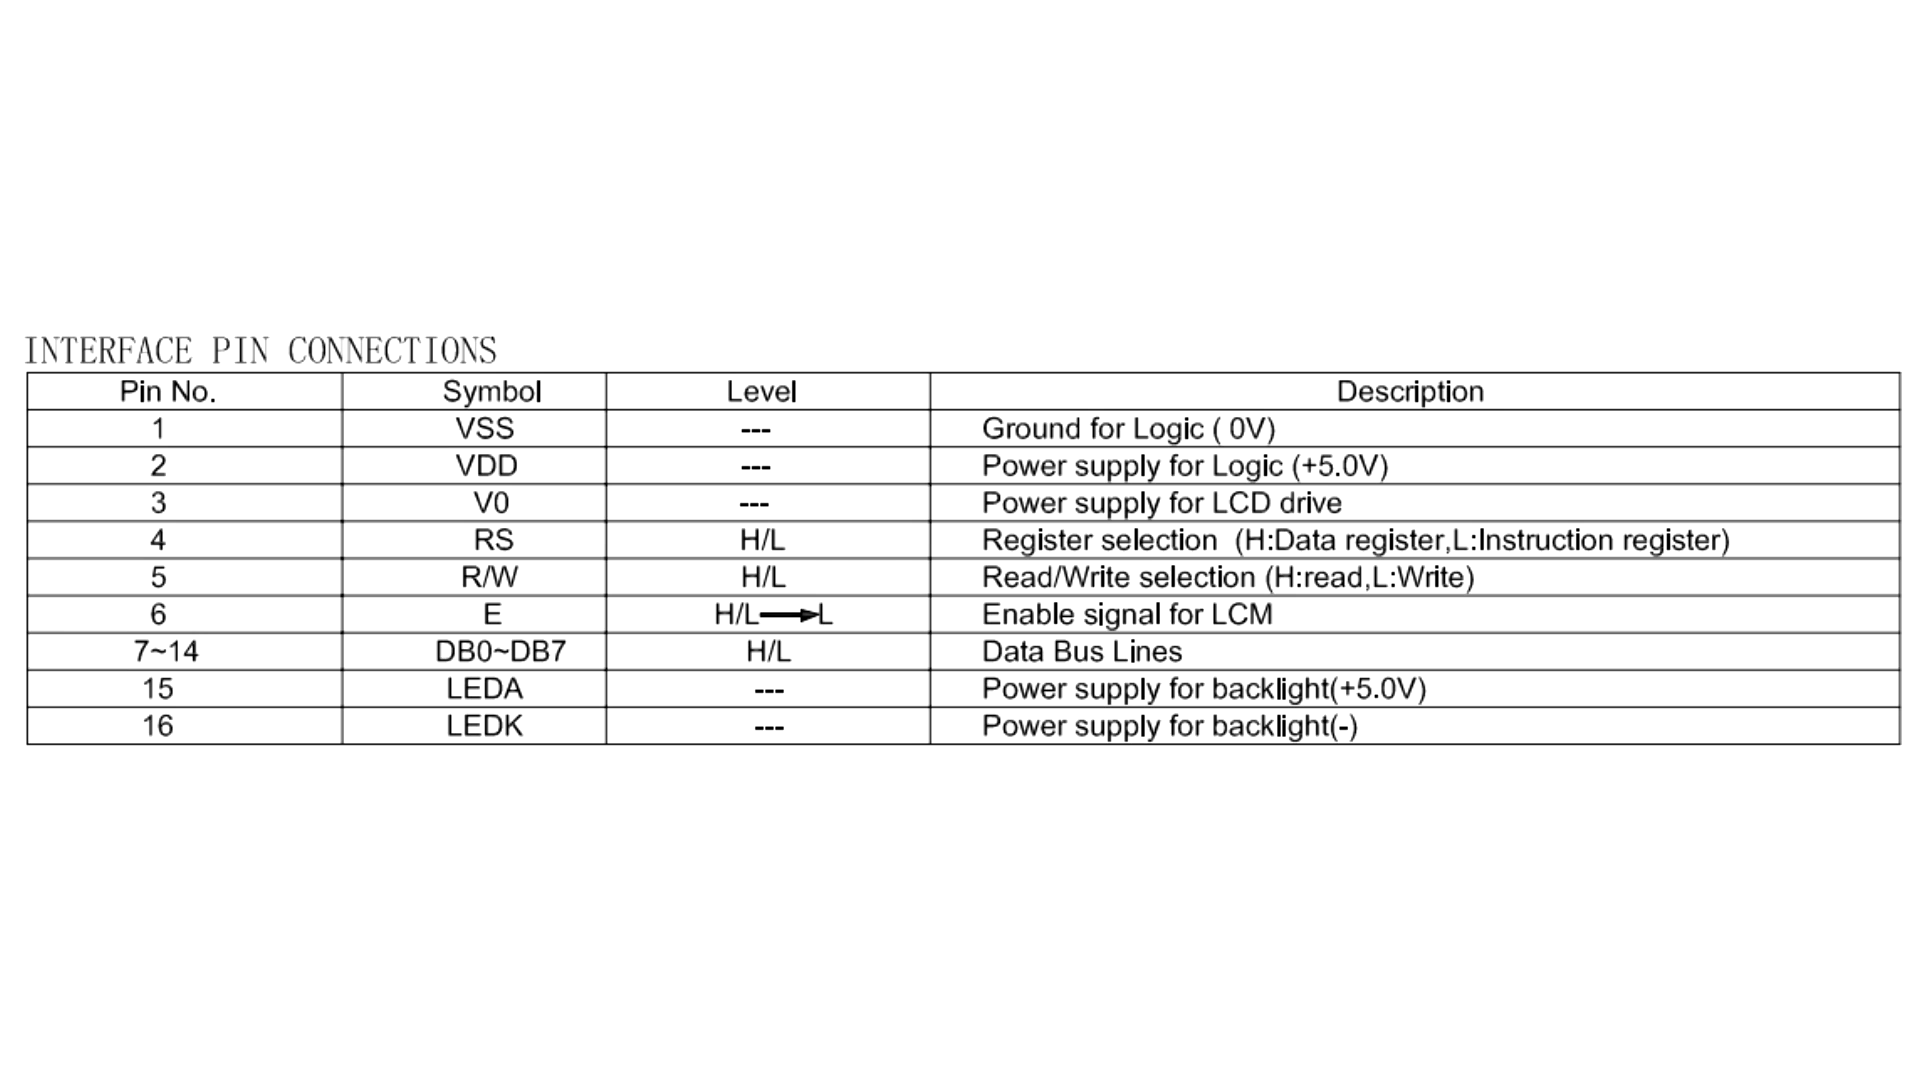 INTERFACE PIN CONNECTIONS
Pin No. Symbol Level Description
1 VSS --- Ground for Logic ( 0V)
2 VDD --- Power supply for Logic (+5.0V)
3 V0 --- Power supply for LCD drive
4 RS H/L Register selection (H:Data register,L:Instruction register)
5 R/W H/L Read/Write selection (H:read,L:Write)
6 E H/L→L Enable signal for LCM
7~14 DB0~DB7 H/L Data Bus Lines
15 LEDA --- Power supply for backlight(+5.0V)
16 LEDK --- Power supply for backlight(-)